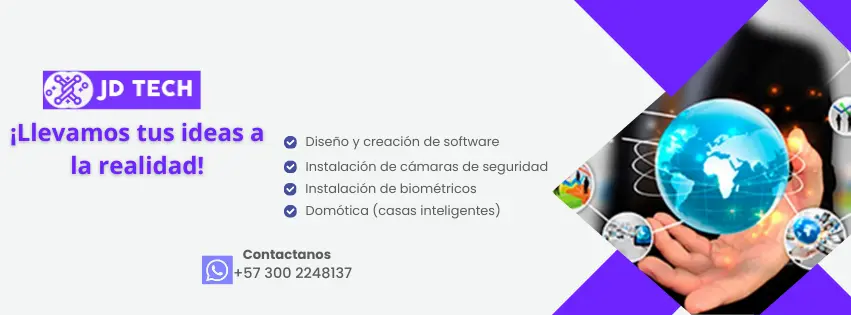 JD TECH
¡Llevamos tus ideas a
la realidad!
Diseño y creación de software
Instalación de cámaras de seguridad
Instalación de biométricos
Domótica (casas inteligentes)
Contactanos
+57 300 2248137